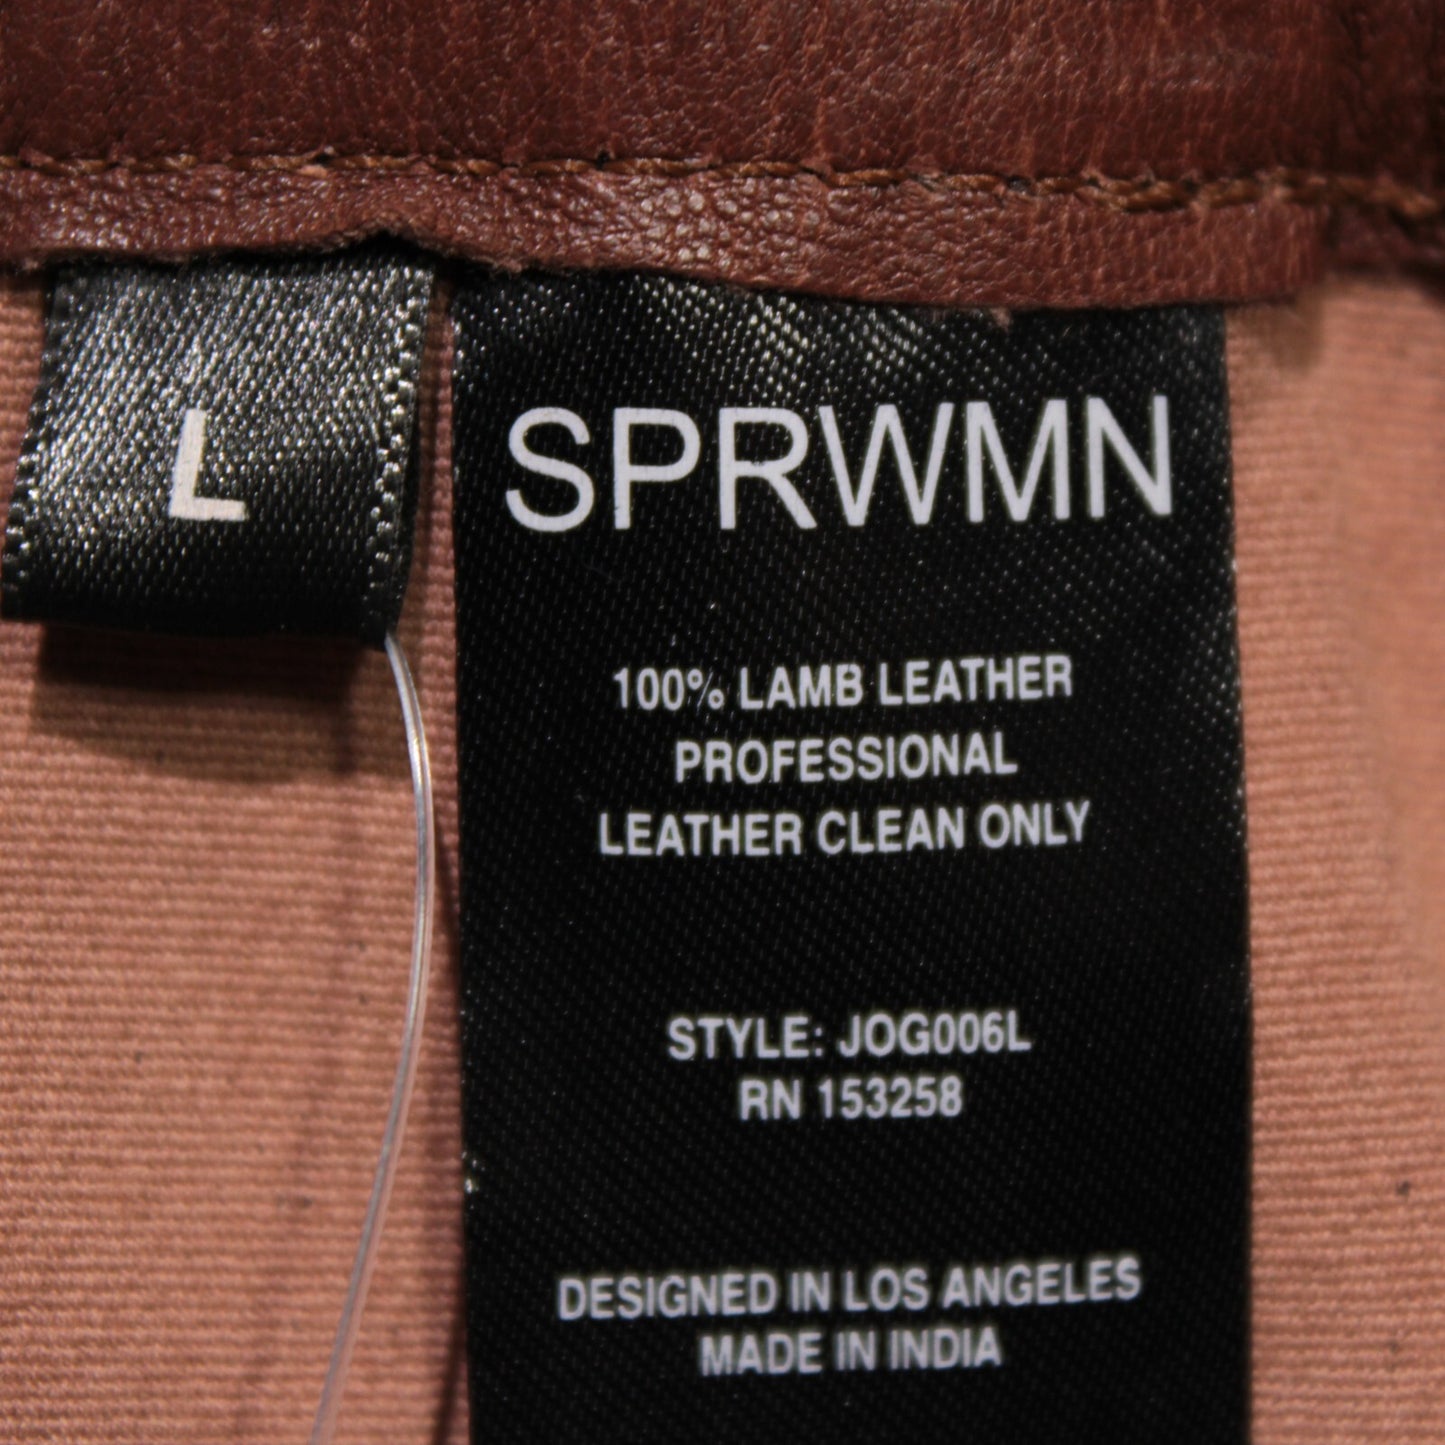 L
SPRWMN
100% LAMB LEATHER
PROFESSIONAL
LEATHER CLEAN ONLY
STYLE: JOG006L
RN 153258
DESIGNED IN LOS ANGELES
MADE IN INDIA